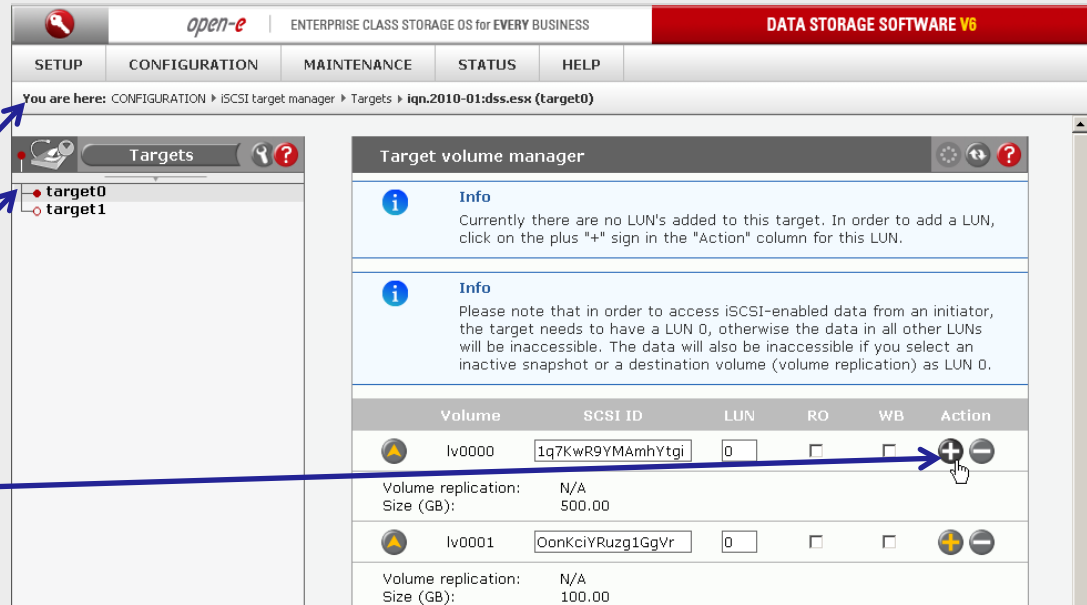 open-e ENTERPRISE CLASS STORAGE OS for EVERY BUSINESS DATA STORAGE SOFTWARE V6
SETUP CONFIGURATION MAINTENANCE STATUS HELP
You are here: CONFIGURATION iSCSI target manager Targets iqn.2010-01:dss.esx (target0)
Targets
target0
target1
Target volume manager
Info
Currently there are no LUN's added to this target. In order to add a LUN,
click on the plus "+" sign in the "Action" column for this LUN.
Info
Please note that in order to access iSCSI-enabled data from an initiator,
the target needs to have a LUN 0, otherwise the data in all other LUNs
will be inaccessible. The data will also be inaccessible if you select an
inactive snapshot or a destination volume (volume replication) as LUN 0.
Volume SCSI ID LUN RO WB Action
lv0000 1q7KwR9YMAmhYtgi 0
Volume replication: N/A
Size (GB): 500.00
lv0001 OonKciYRuzg1GgVr 0
Volume replication: N/A
Size (GB): 100.00